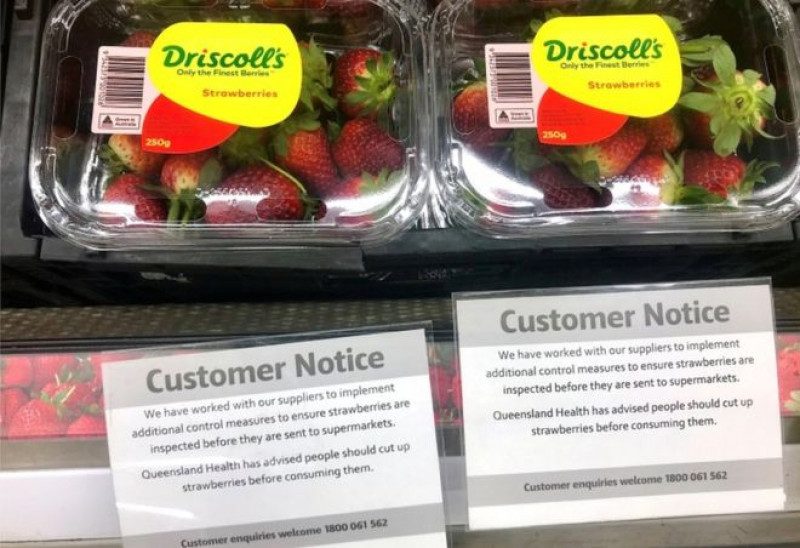 Driscoll's
Only the Finest Berries™
Strawberries
Grown in
Australia
250g
Driscoll's
Only the Finest Berries™
Strawberries
250g
Customer Notice
We have worked with our suppliers to implement
additional control measures to ensure strawberries are
inspected before they are sent to supermarkets.
Queensland Health has advised people should cut up
strawberries before consuming them.
Customer enquiries welcome 1800 061 562
Customer Notice
We have worked with our suppliers to implement
additional control measures to ensure strawberries are
inspected before they are sent to supermarkets.
Queensland Health has advised people should cut up
strawberries before consuming them.
Customer enquiries welcome 1800 061 562